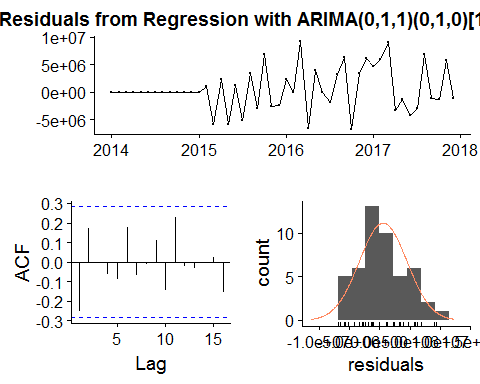 Residuals from Regression with ARIMA(0,1,1)(0,1,0)[1
1e+07
5e+06
0e+00
-5e+06
2014 2015 2016 2017 2018
0.3
0.2
0.1
0.0
-0.1
-0.2
-0.3
ACF
5 10 15
Lag
10
5
0
count
residuals